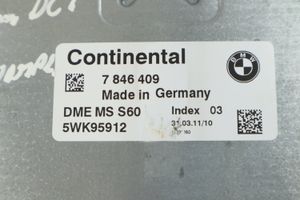 Continental
BMW
7 846 409
Made in Germany
DME MS S60
Index 03
5WK95912
31.03.11/10